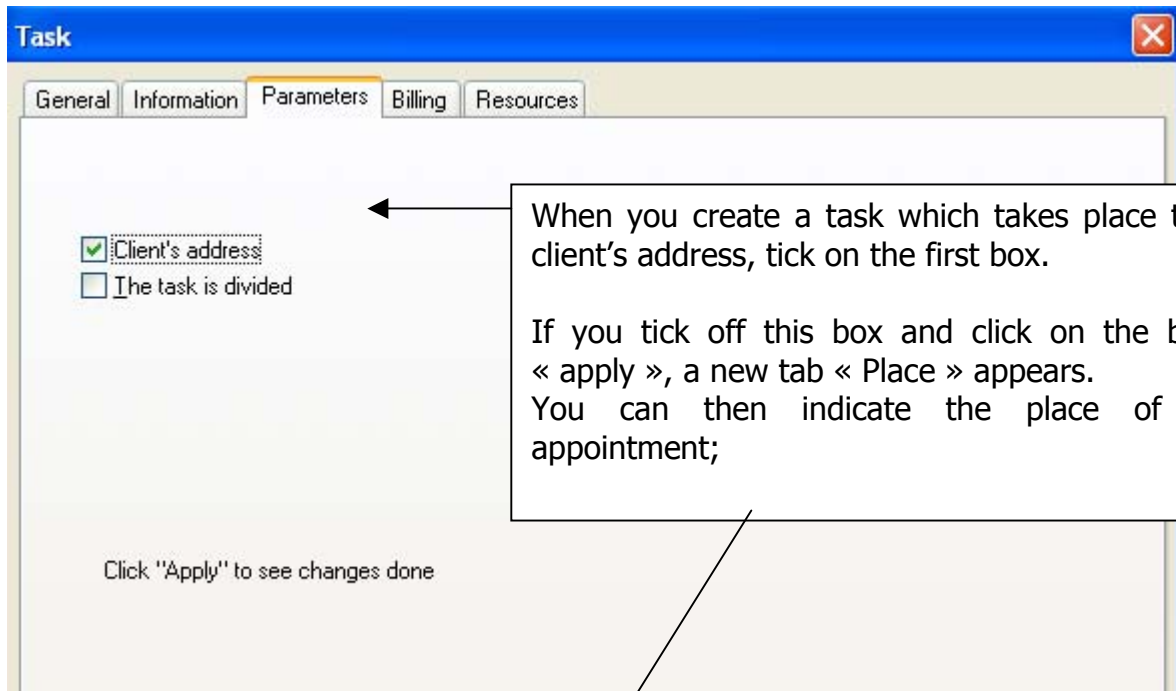 Task
General Information Parameters Billing Resources
When you create a task which takes place
client's address, tick on the first box.
If you tick off this box and click on the
« apply », a new tab « Place » appears.
You can then indicate the place of
appointment;
Client's address
The task is divided
Click "Apply" to see changes done